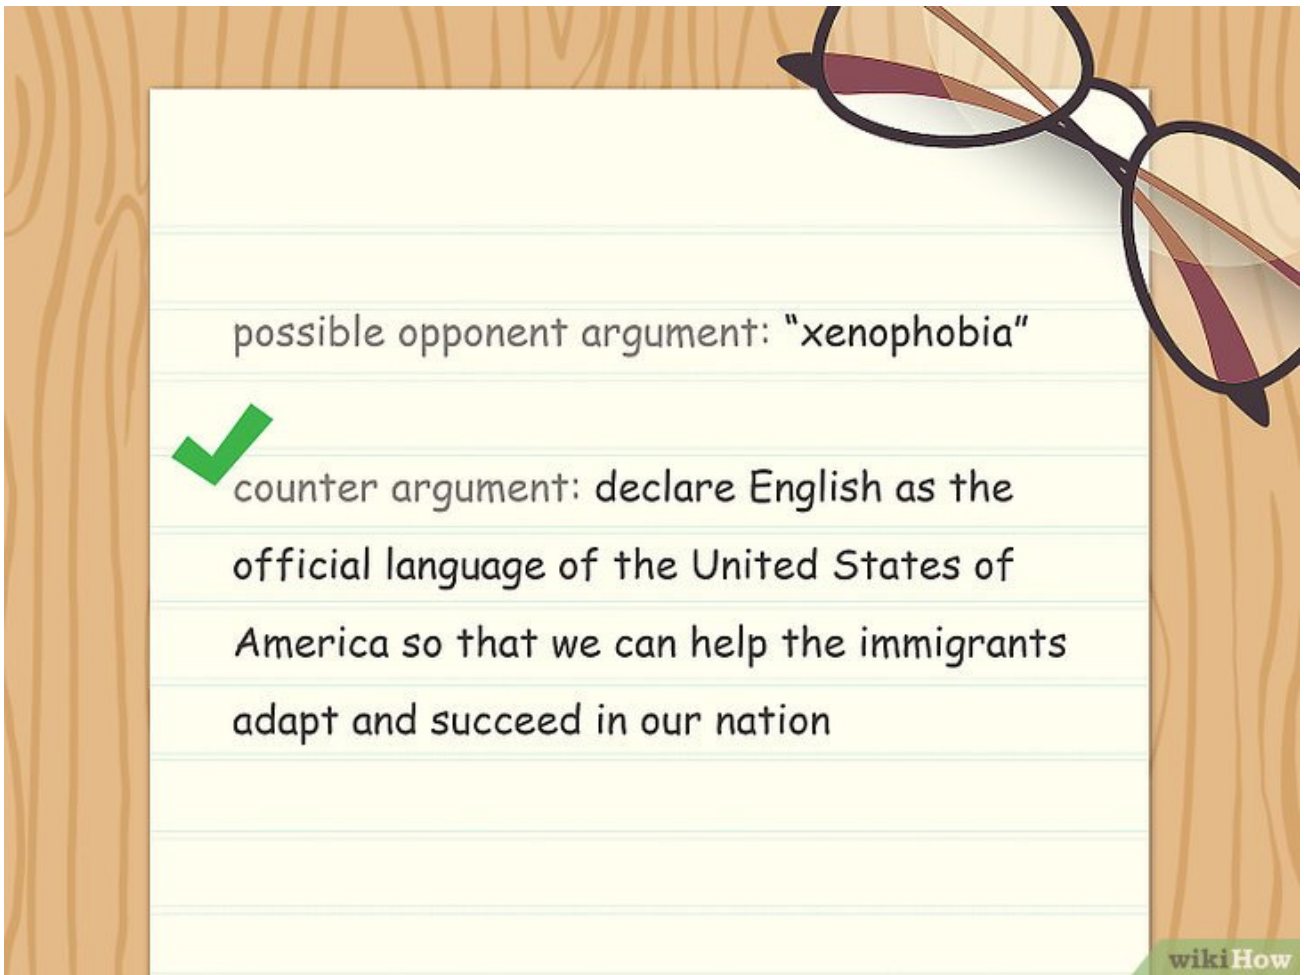 possible opponent argument: “xenophobia”
counter argument: declare English as the
official language of the United States of
America so that we can help the immigrants
adapt and succeed in our nation
wikiHow